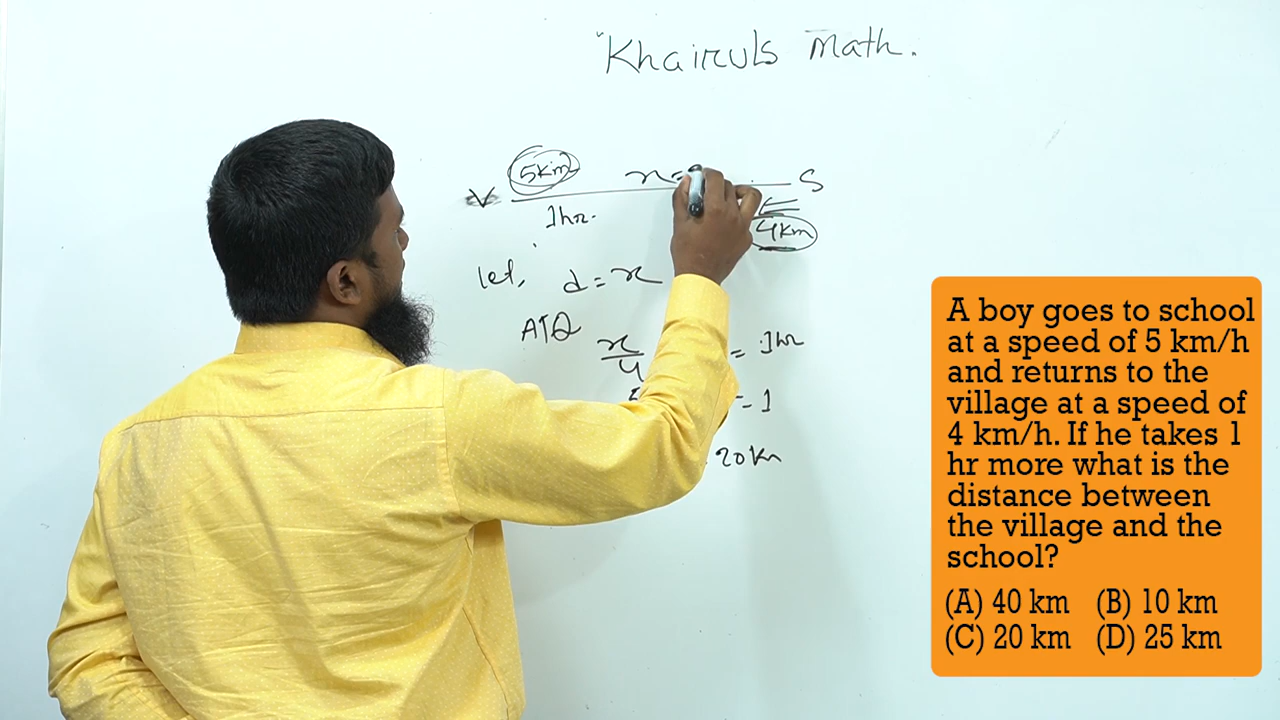 Khairuls Math.
5km x= S
V
1hr. 4km
let, d=x
ATQ
x/4 = 1hr
= 1
20km
A boy goes to school
at a speed of 5 km/h
and returns to the
village at a speed of
4 km/h. If he takes 1
hr more what is the
distance between
the village and the
school?
(A) 40 km (B) 10 km
(C) 20 km (D) 25 km